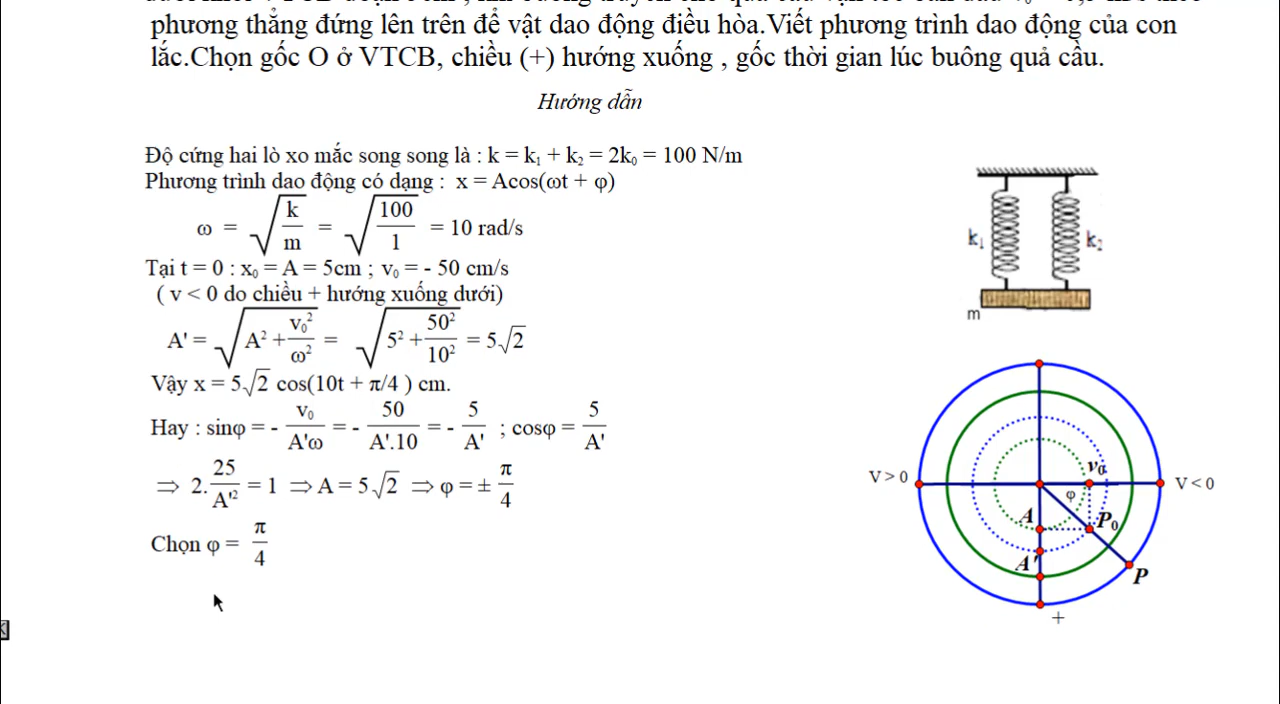 phương thẳng đứng lên trên để vật dao động điều hòa.Viết phương trình dao động của con
lắc.Chọn gốc O ở VTCB, chiều (+) hướng xuống , gốc thời gian lúc buông quả cầu.
Hướng dẫn
Độ cứng hai lò xo mắc song song là : k = k₁ + k₂ = 2k₀ = 100 N/m
Phương trình dao động có dạng : x = Acos(ωt + φ)
ω = √(k/m) = √(100/1) = 10 rad/s
Tại t = 0 : x₀ = A = 5cm ; v₀ = - 50 cm/s
( v < 0 do chiều + hướng xuống dưới)
A' = √(A² + v₀²/ω²) = √(5² + 50²/10²) = 5√2
Vậy x = 5√2 cos(10t + π/4 ) cm.
Hay : sinφ = - v₀/A'ω = - 50/A'.10 = - 5/A' ; cosφ = 5/A'
⇒ 2.25/A'² = 1 ⇒ A = 5√2 ⇒ φ = ± π/4
Chọn φ = π/4
k₁ k₂
m
V > 0
V < 0
φ
A
P₀
A'
P
+